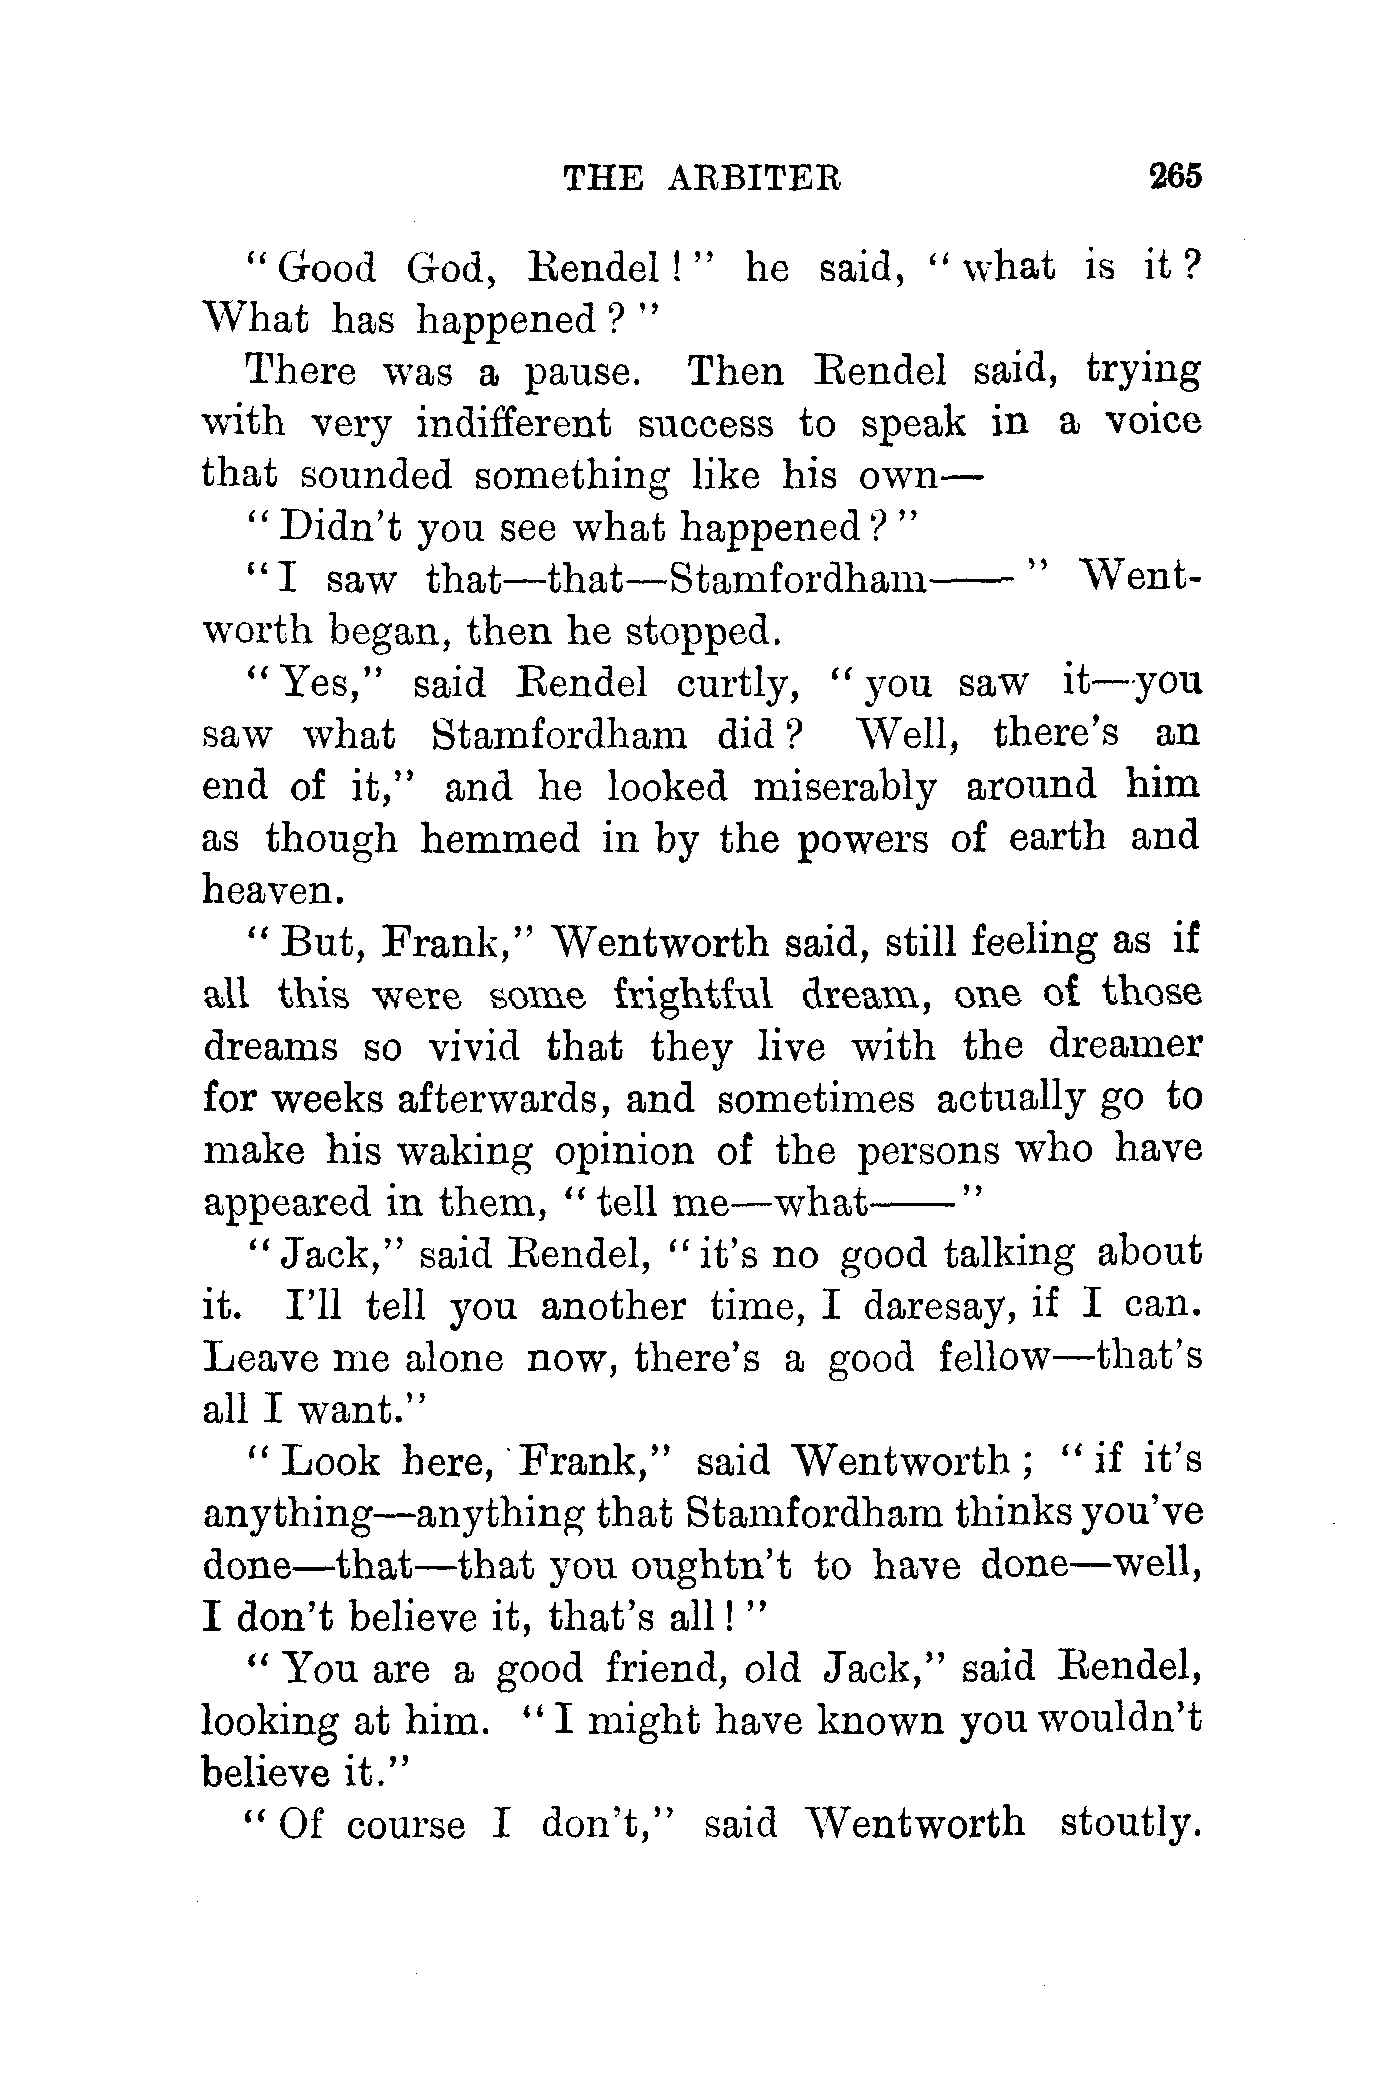 THE ARBITER 265
“Good God, Rendel!” he said, “what is it?
What has happened?”
There was a pause. Then Rendel said, trying
with very indifferent success to speak in a voice
that sounded something like his own—
“Didn't you see what happened?”
“I saw that—that—Stamfordham——” Went-
worth began, then he stopped.
“Yes,” said Rendel curtly, “you saw it—you
saw what Stamfordham did? Well, there's an
end of it,” and he looked miserably around him
as though hemmed in by the powers of earth and
heaven.
“But, Frank,” Wentworth said, still feeling as if
all this were some frightful dream, one of those
dreams so vivid that they live with the dreamer
for weeks afterwards, and sometimes actually go to
make his waking opinion of the persons who have
appeared in them, “tell me—what——”
“Jack,” said Rendel, “it's no good talking about
it. I'll tell you another time, I daresay, if I can.
Leave me alone now, there's a good fellow—that's
all I want.”
“Look here, Frank,” said Wentworth; “if it's
anything—anything that Stamfordham thinks you've
done—that—that you oughtn't to have done—well,
I don't believe it, that's all!”
“You are a good friend, old Jack,” said Rendel,
looking at him. “I might have known you wouldn't
believe it.”
“Of course I don't,” said Wentworth stoutly.